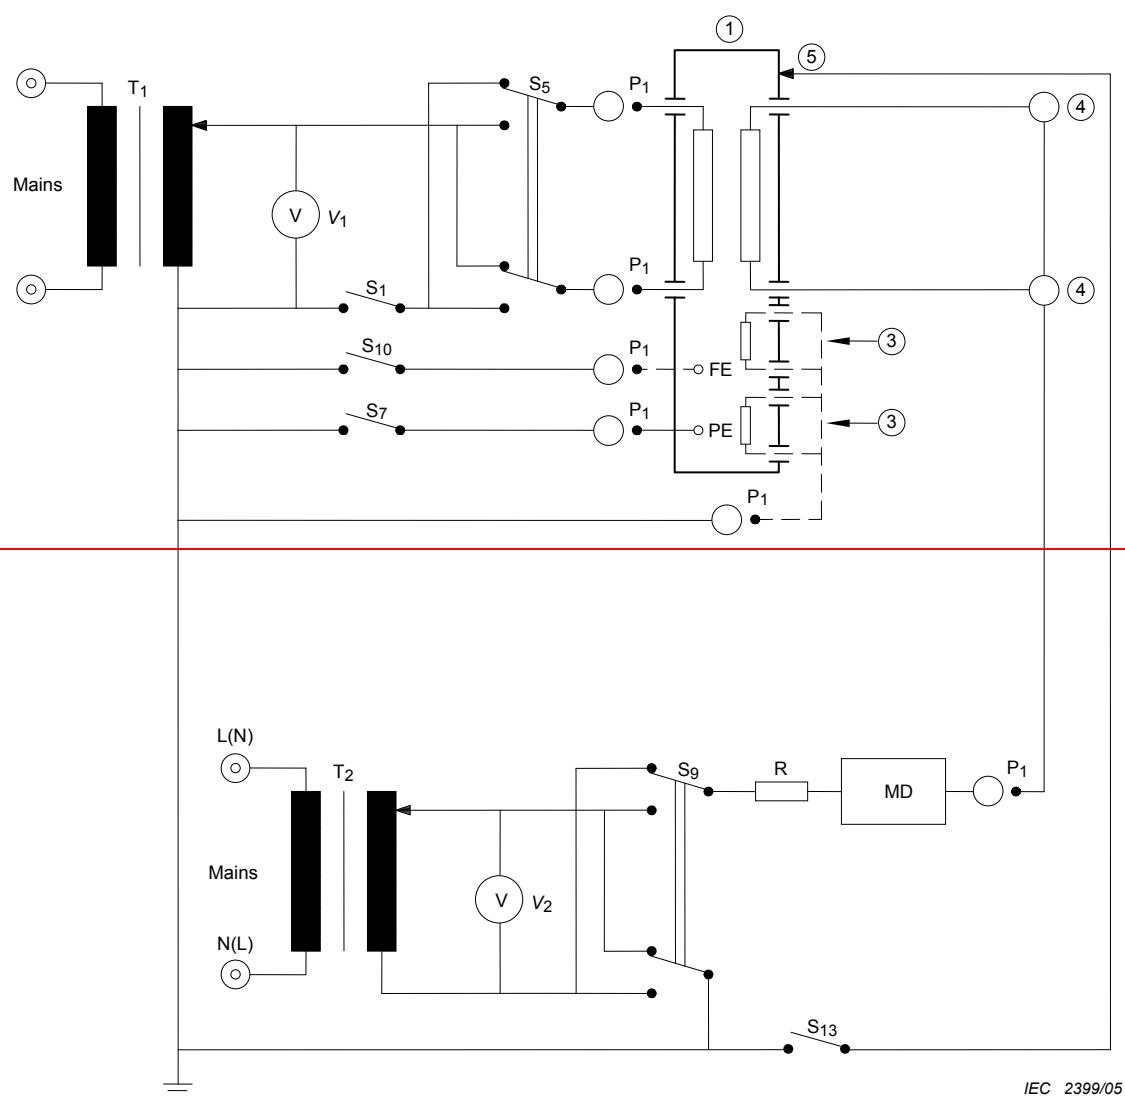 1
5
T1
S5
P1
4
Mains
V
V1
P1
4
S1
3
S10
P1
FE
S7
P1
PE
3
P1
L(N)
T2
S9
R
MD
P1
Mains
V
V2
N(L)
S13
IEC 2399/05